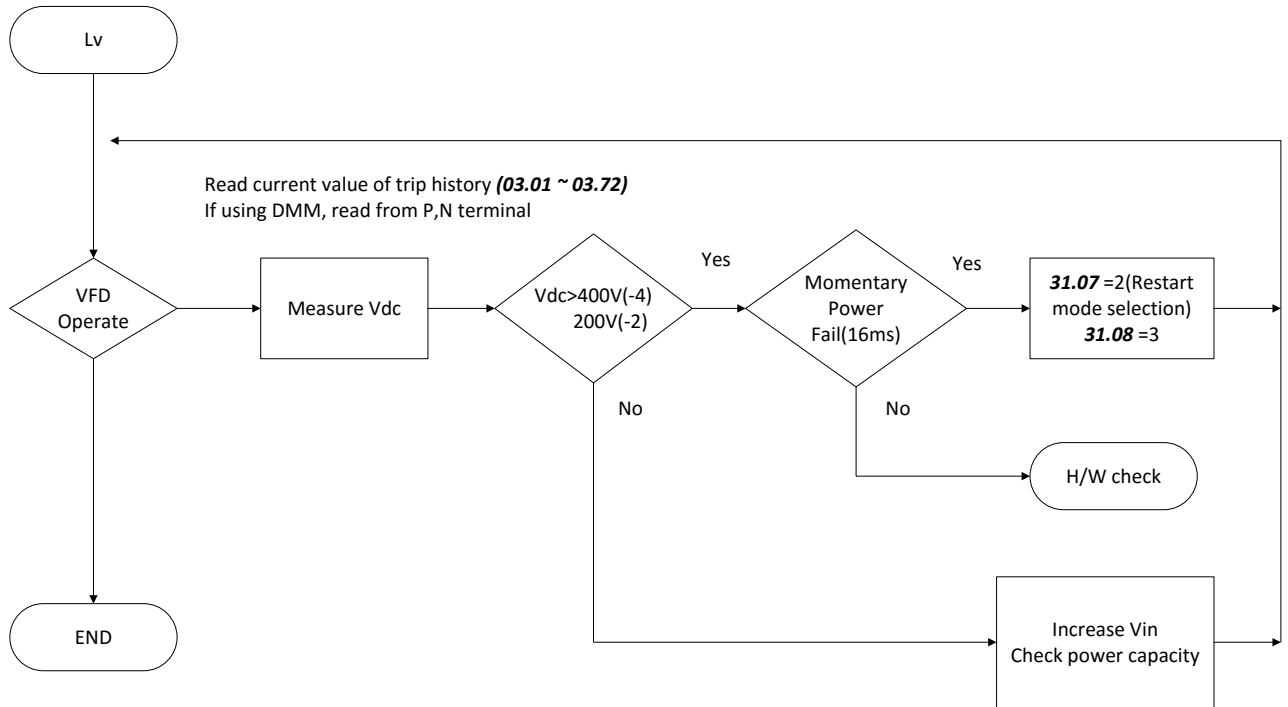 Lv
Read current value of trip history (03.01 ~ 03.72)
If using DMM, read from P,N terminal
VFD
Operate
Measure Vdc
Vdc>400V(-4)
200V(-2)
Yes
Momentary
Power
Fail(16ms)
Yes
31.07 =2(Restart
mode selection)
31.08 =3
No
No
H/W check
END
Increase Vin
Check power capacity